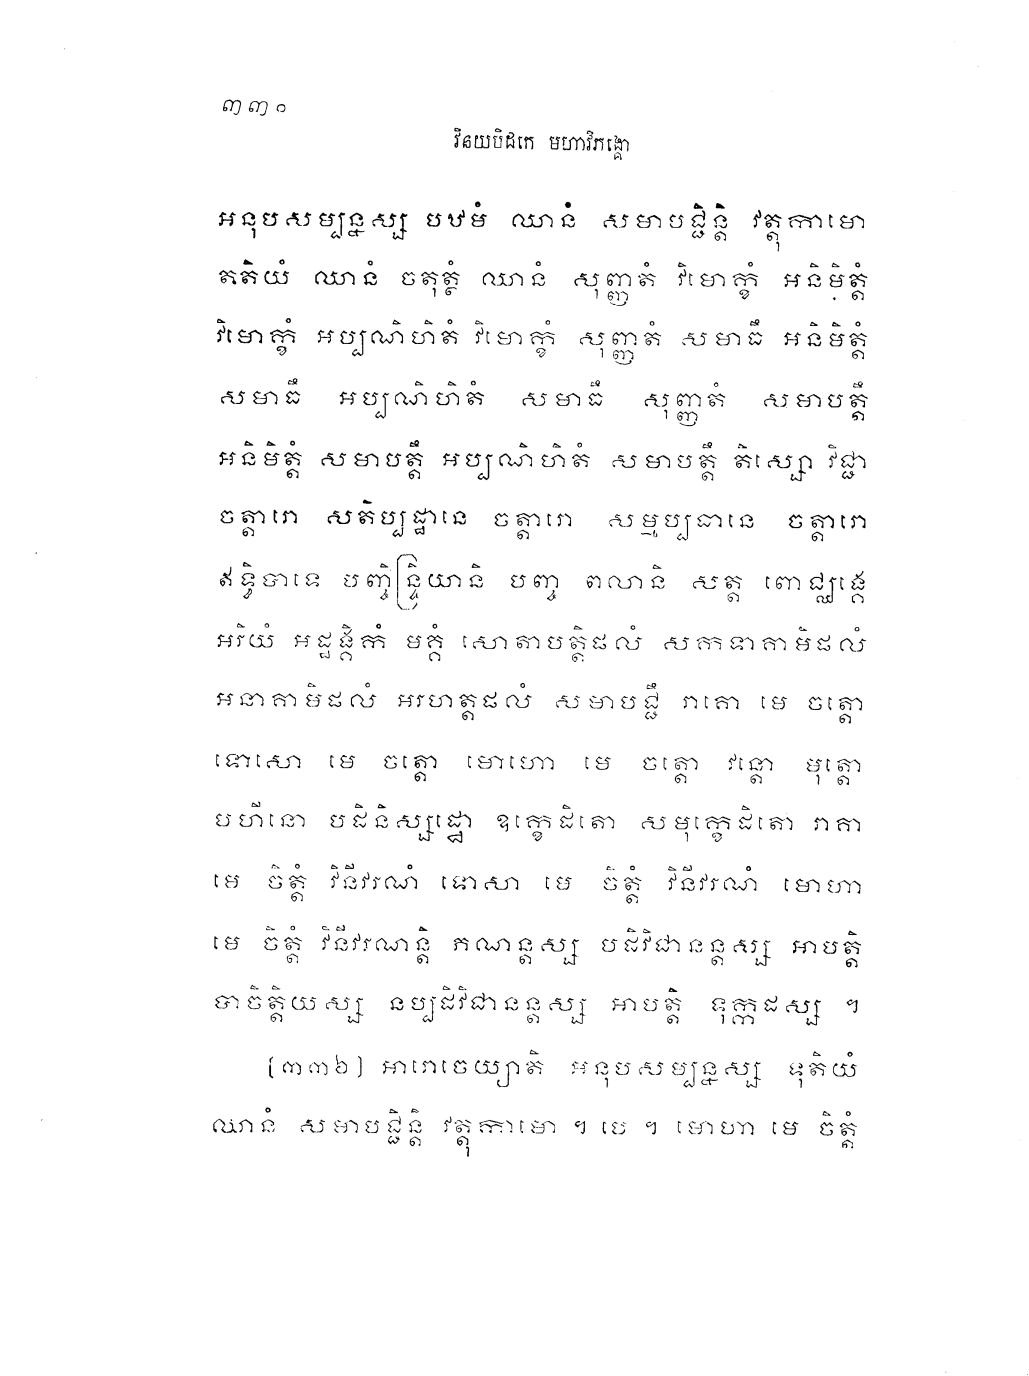 ៣៣០
វិនយបិដកេ មហាវិភង្គោ
អនុបសម្បន្នស្ស បឋមំ ឈានំ សមាបជ្ជិន្តិ វត្តុកាមោ
តតិយំ ឈានំ ចតុត្ថំ ឈានំ សុញ្ញតំ វិមោក្ខំ អនិមិត្តំ
វិមោក្ខំ អប្បណិហិតំ វិមោក្ខំ សុញ្ញតំ សមាធឹ អនិមិត្តំ
សមាធឹ អប្បណិហិតំ សមាធឹ សុញ្ញតំ សមាបត្តឹ
អនិមិត្តំ សមាបត្តឹ អប្បណិហិតំ សមាបត្តឹ តិស្សោ វិជ្ជា
ចត្តារោ សតិប្បដ្ឋានេ ចត្តារោ សម្មប្បធានេ ចត្តារោ
ឥទ្ធិបាទេ បញ្ចិន្ទ្រិយានិ បញ្ច ពលានិ សត្ត ពោជ្ឈង្គេ
អរិយំ អដ្ឋង្គិកំ មគ្គំ សោតាបត្តិផលំ សកទាគាមិផលំ
អនាគាមិផលំ អរហត្តផលំ សមាបជ្ជឹ រាគោ មេ ចត្តោ
ទោសោ មេ ចត្តោ មោហោ មេ ចត្តោ វន្តោ មុត្តោ
បហីនោ បដិនិស្សដ្ឋោ ឧក្ខេដិតោ សមុក្ខេដិតោ រាគា
មេ ចិត្តំ វិនីវរណំ ទោសា មេ ចិត្តំ វិនីវរណំ មោហា
មេ ចិត្តំ វិនីវរណន្តិ ភណន្តស្ស បដិវិជានន្តស្ស អាបត្តិ
បាចិត្តិយស្ស នប្បដិវិជានន្តស្ស អាបត្តិ ទុក្កដស្ស ។
(៣៣៦) អារោចេយ្យាតិ អនុបសម្បន្នស្ស ទុតិយំ
ឈានំ សមាបជ្ជិន្តិ វត្តុកាមោ ។ បេ ។ មោហា មេ ចិត្តំ